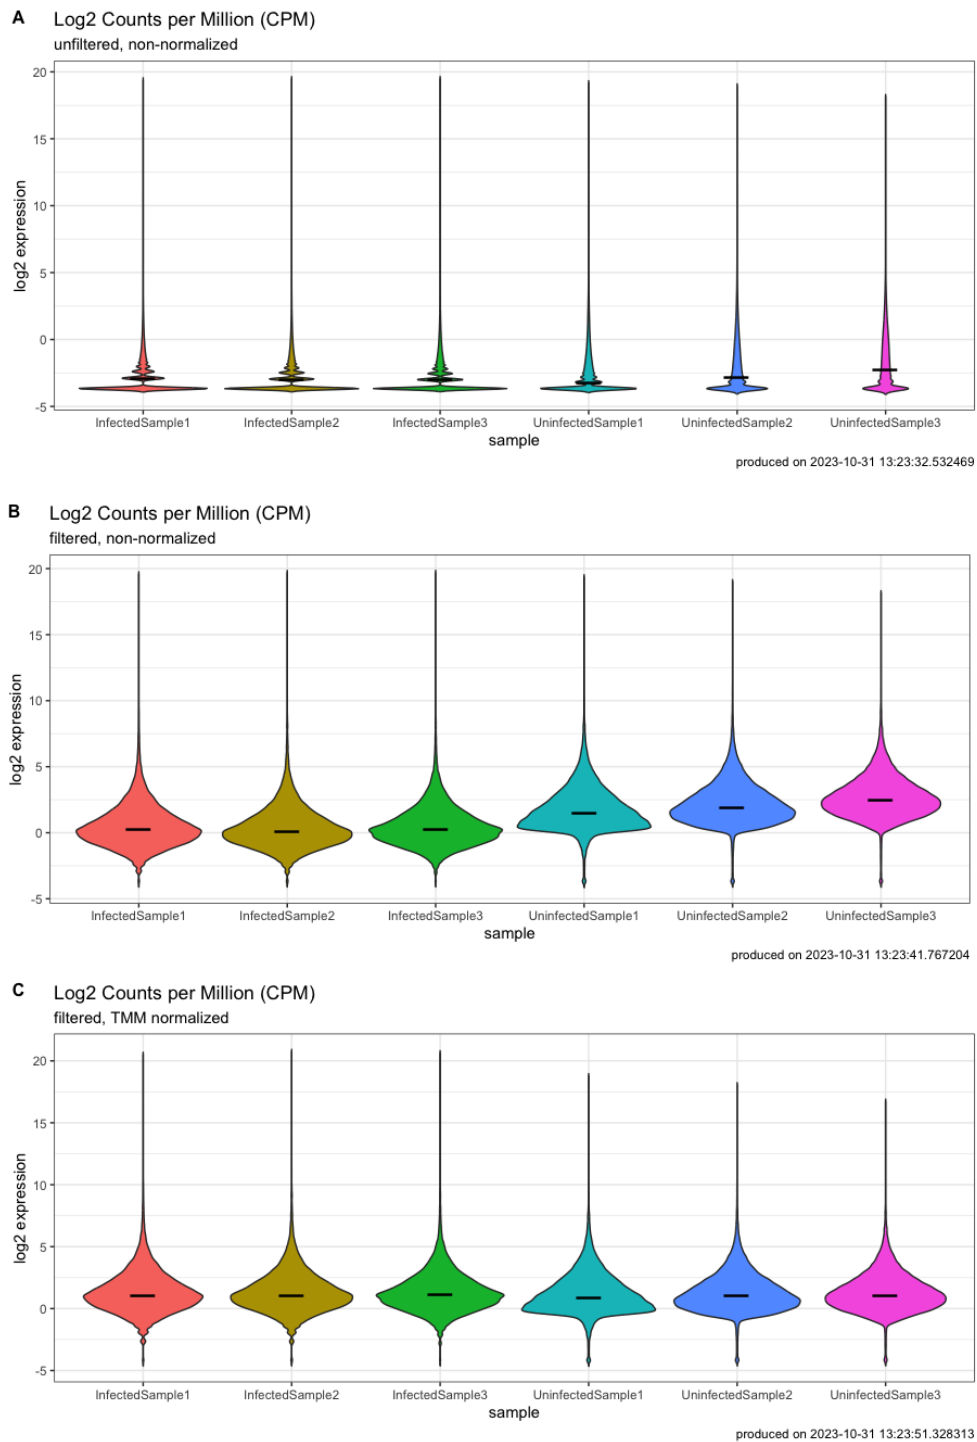 A
Log2 Counts per Million (CPM)
unfiltered, non-normalized
20
15
10
5
0
-5
log2 expression
InfectedSample1 InfectedSample2 InfectedSample3 UninfectedSample1 UninfectedSample2 UninfectedSample3
sample
produced on 2023-10-31 13:23:32.532469
B
Log2 Counts per Million (CPM)
filtered, non-normalized
20
15
10
5
0
-5
log2 expression
InfectedSample1 InfectedSample2 InfectedSample3 UninfectedSample1 UninfectedSample2 UninfectedSample3
sample
produced on 2023-10-31 13:23:41.767204
C
Log2 Counts per Million (CPM)
filtered, TMM normalized
20
15
10
5
0
-5
log2 expression
InfectedSample1 InfectedSample2 InfectedSample3 UninfectedSample1 UninfectedSample2 UninfectedSample3
sample
produced on 2023-10-31 13:23:51.328313